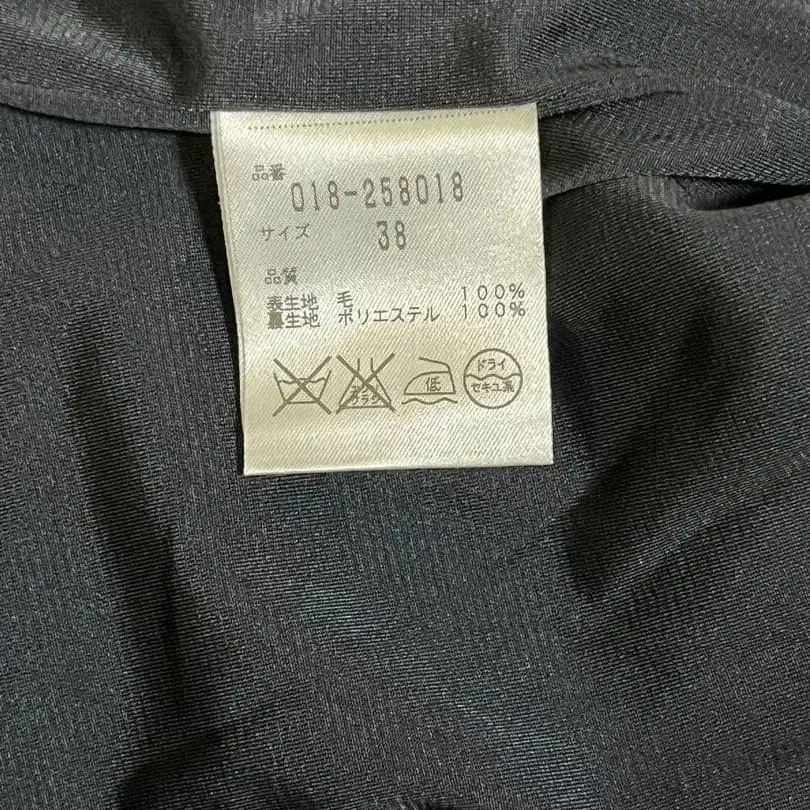 品番
018-258018
サイズ 38
品質
表生地 毛 100%
裏生地 ポリエステル 100%
低
ドライ
セキユ系